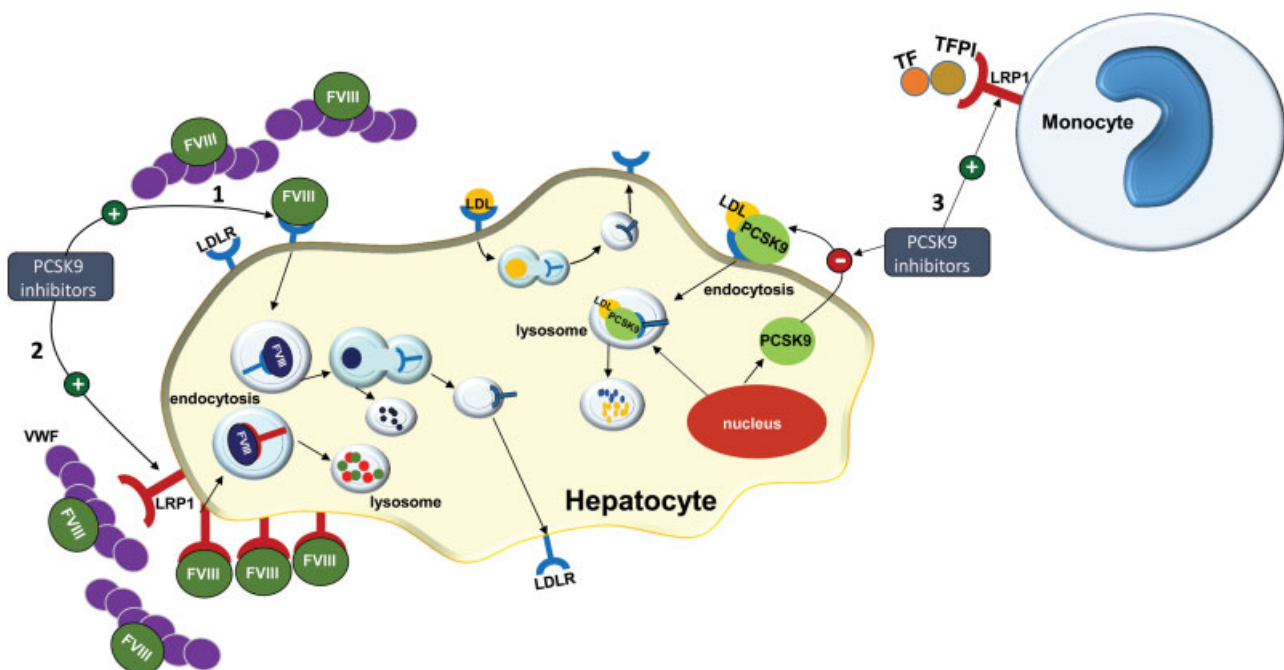 TF
TFPI
LRP1
Monocyte
FVIII
FVIII
1
FVIII
LDLR
LDL
LDL
PCSK9
3
PCSK9
inhibitors
PCSK9
inhibitors
endocytosis
lysosome
LDL
PCSK9
PCSK9
2
FVIII
endocytosis
nucleus
VWF
FVIII
lysosome
Hepatocyte
LRP1
FVIII
FVIII
FVIII
FVIII
LDLR
FVIII
+
+
+
-